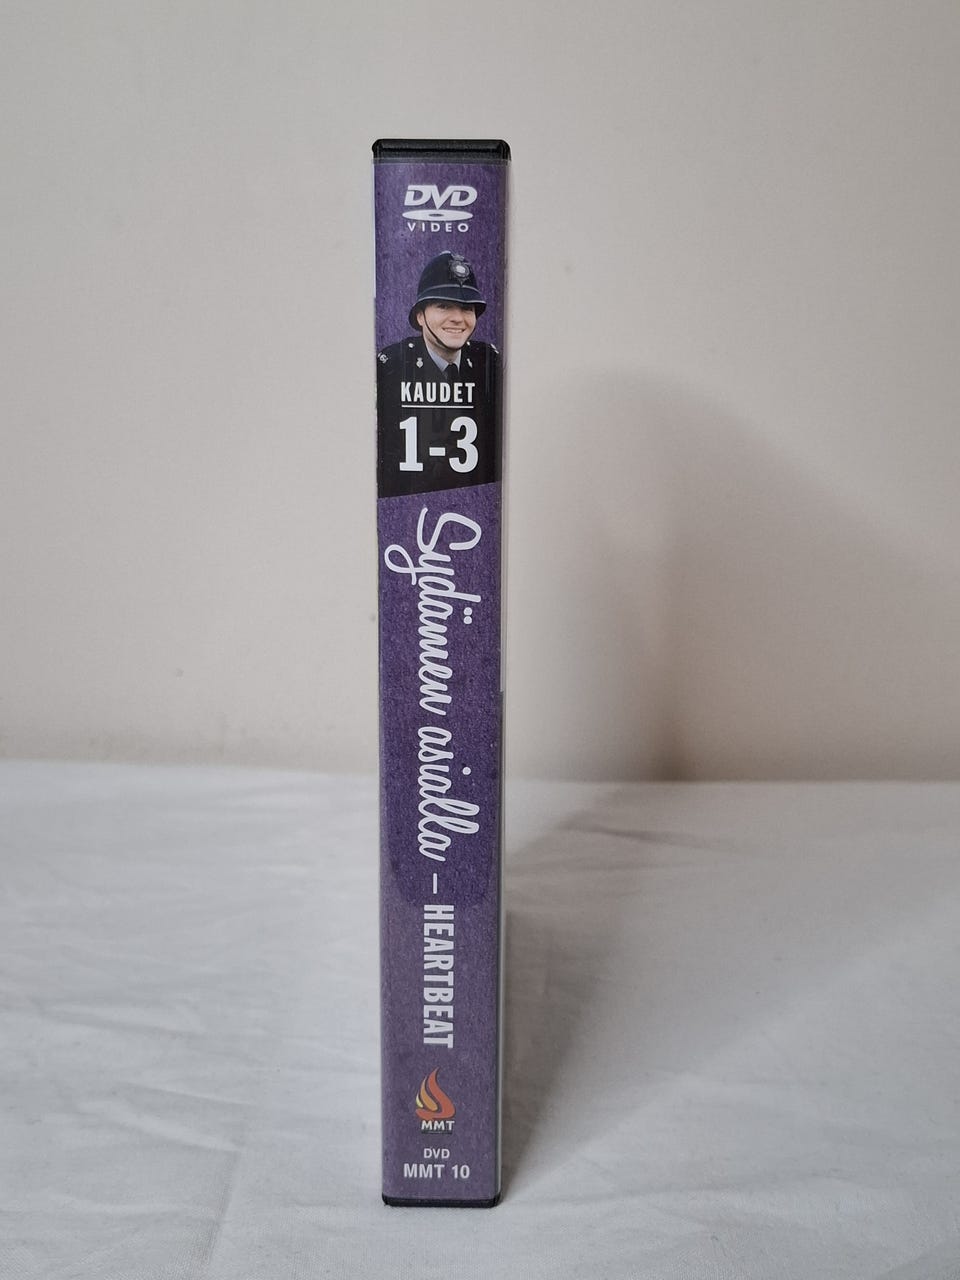 DVD
VIDEO
KAUDET
1-3
Sydämen asialla – HEARTBEAT
MMT
DVD
MMT 10